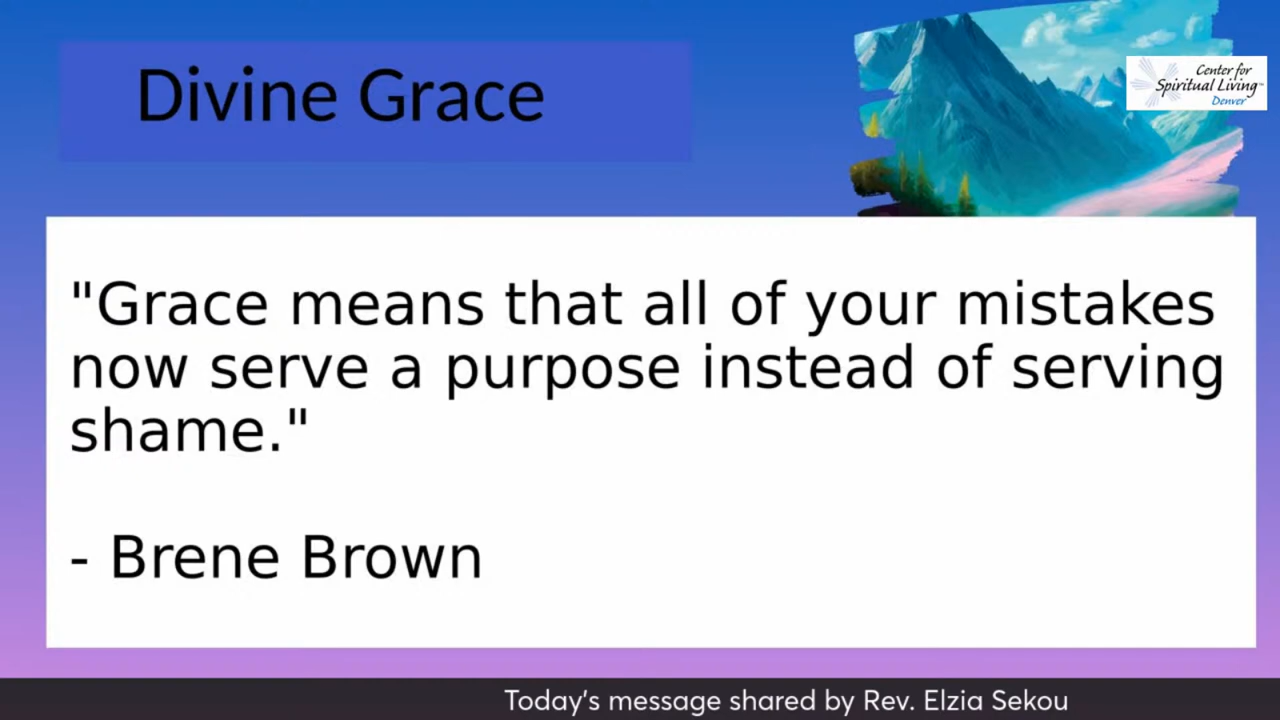 Divine Grace
Center for
Spiritual Living™
Denver
"Grace means that all of your mistakes
now serve a purpose instead of serving
shame."
- Brene Brown
Today's message shared by Rev. Elzia Sekou